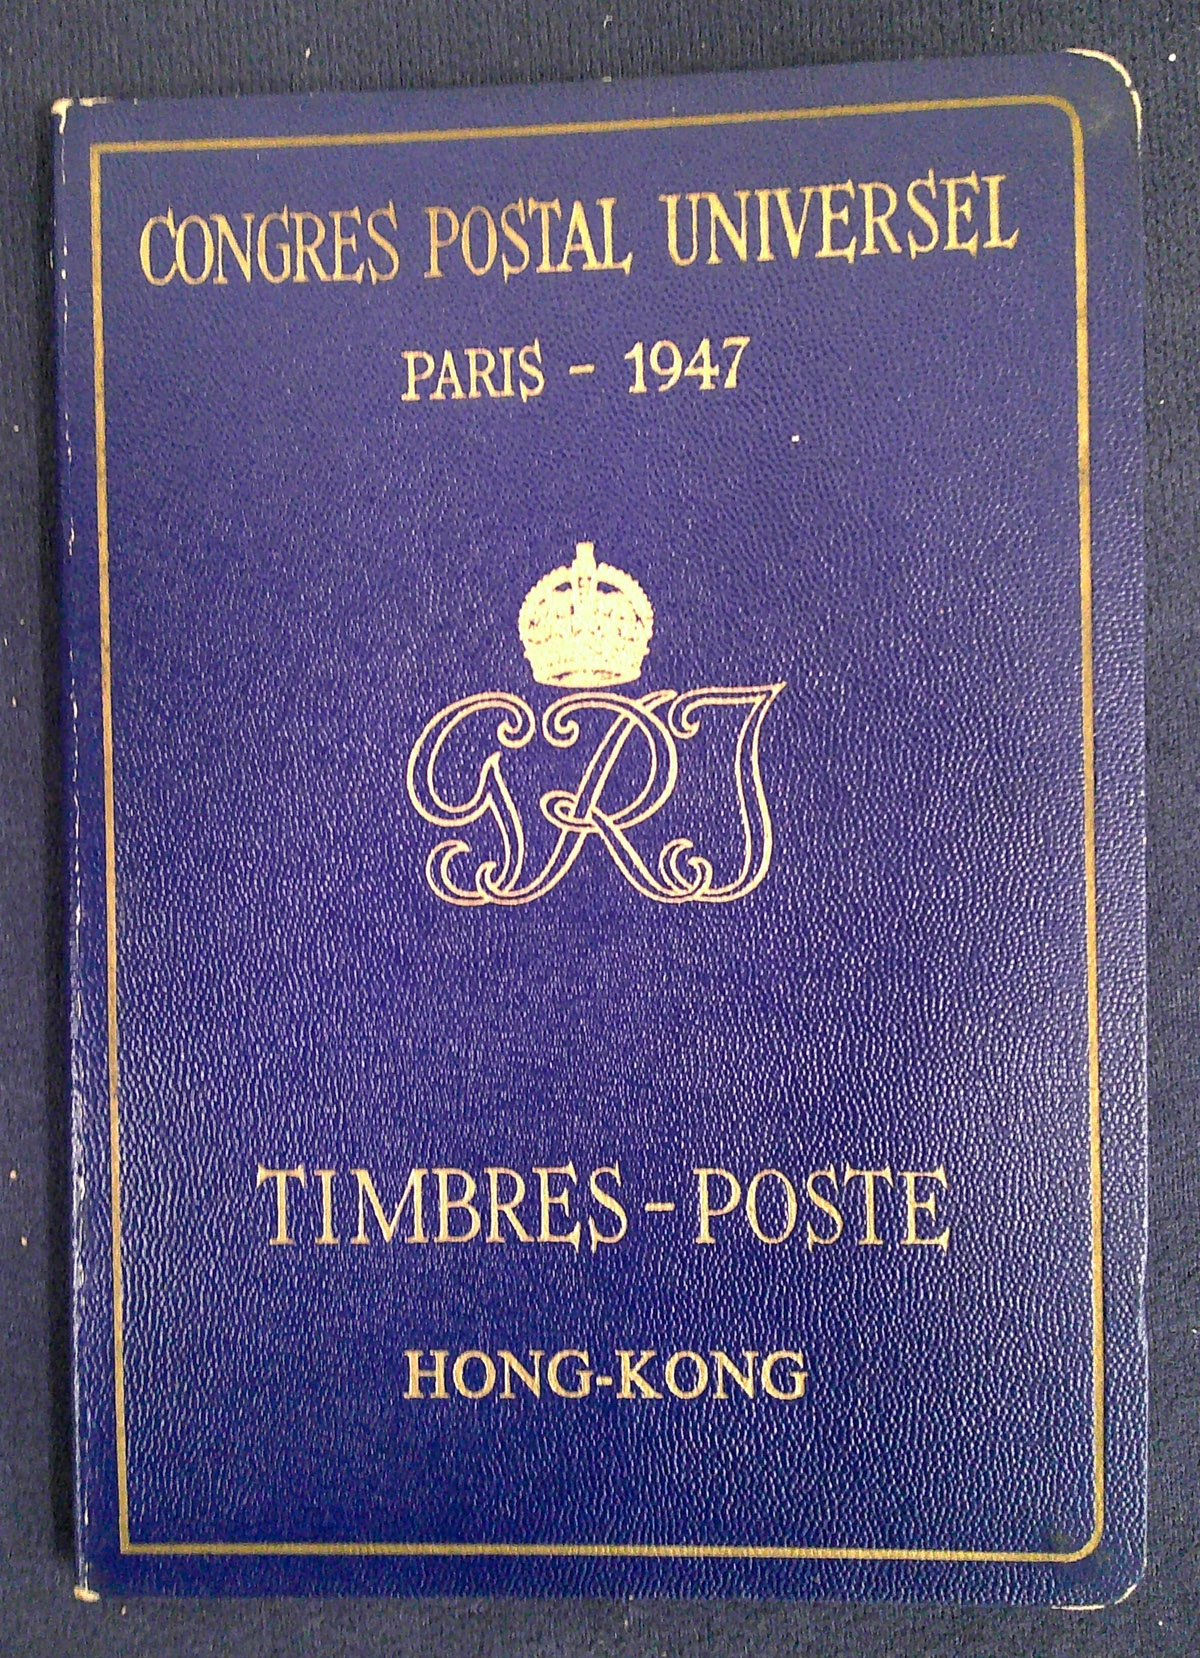 CONGRES POSTAL UNIVERSEL
PARIS - 1947
GRI
TIMBRES-POSTE
HONG-KONG